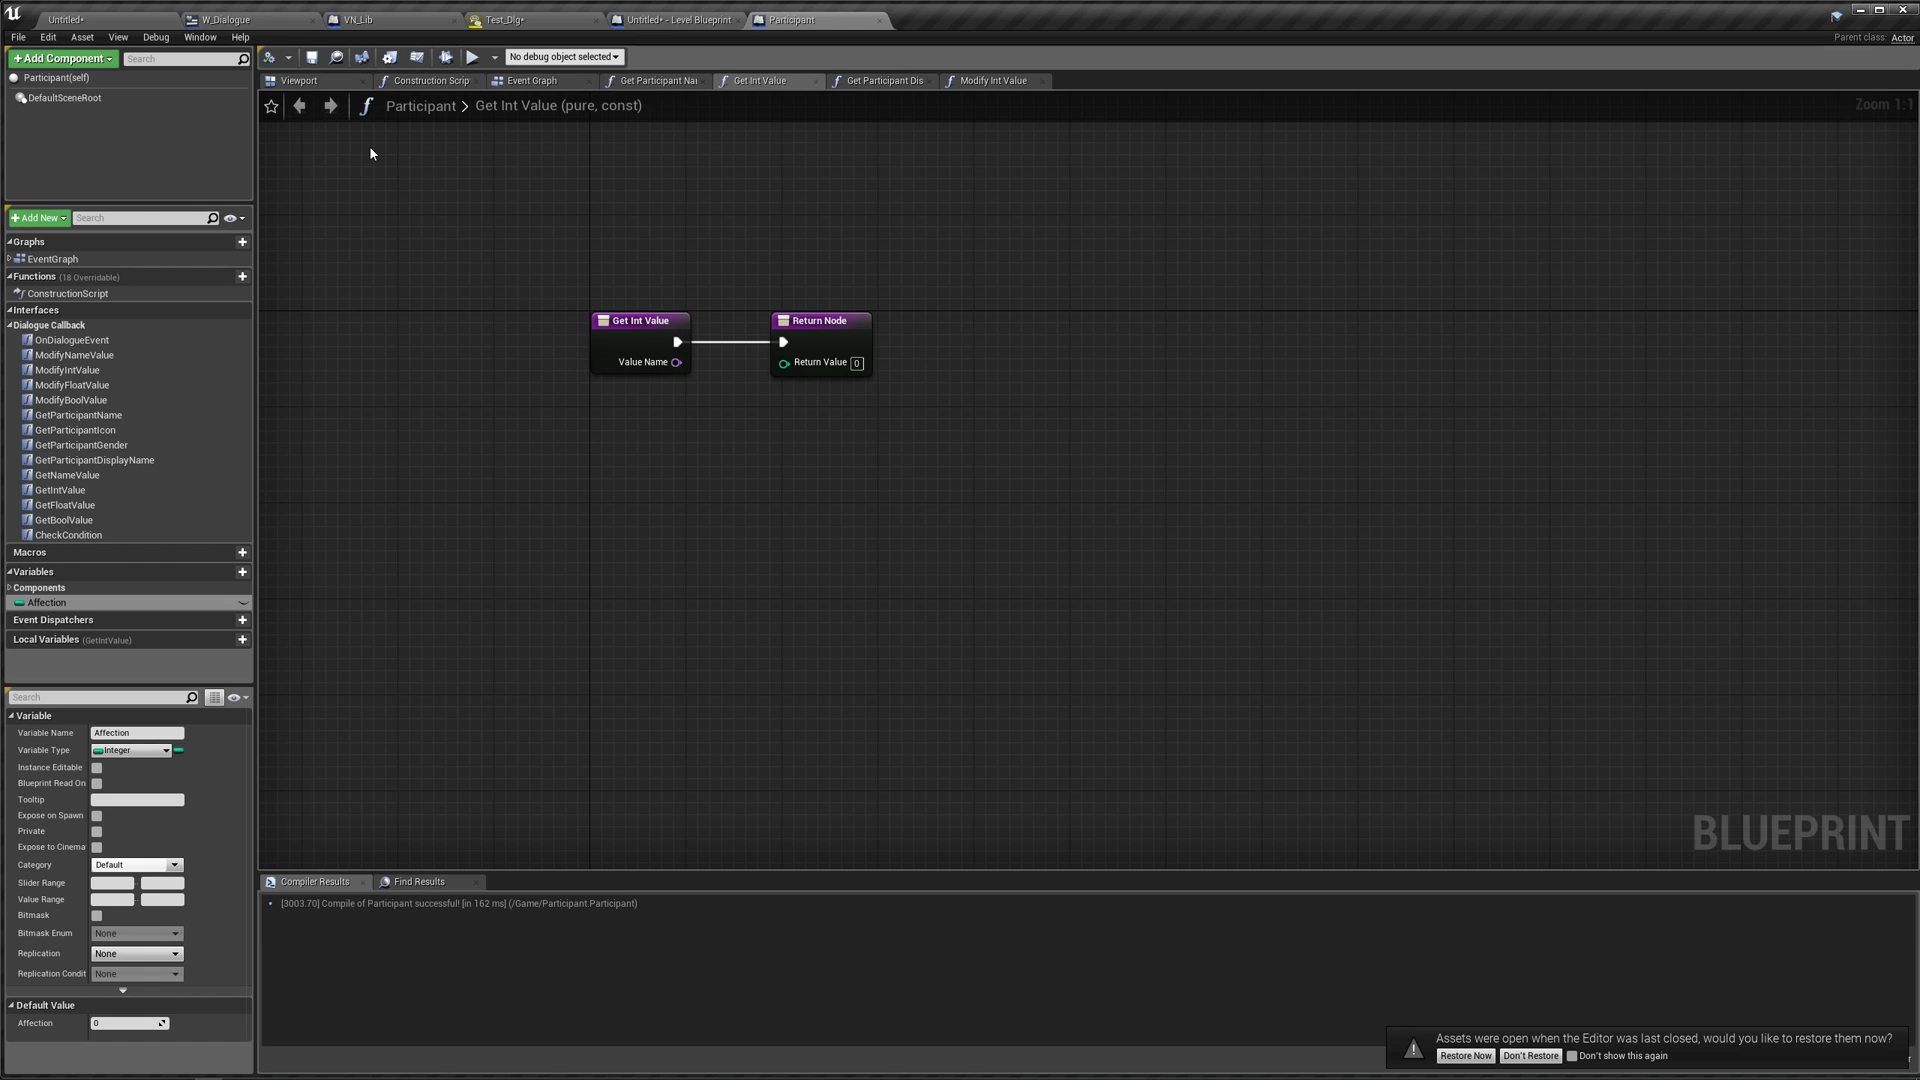 Untitled*
W_Dialogue
VN_Lib
Test_Dlg*
Untitled* - Level Blueprint
Participant
File Edit Asset View Debug Window Help
Parent class: Actor
+ Add Component
Search
No debug object selected
Participant(self)
DefaultSceneRoot
Viewport
Construction Scrip
Event Graph
Get Participant Nai
Get Int Value
Get Participant Dis
Modify Int Value
Participant > Get Int Value (pure, const)
Zoom 1:1
+ Add New
Search
Graphs
EventGraph
Functions (18 Overridable)
ConstructionScript
Interfaces
Dialogue Callback
OnDialogueEvent
ModifyNameValue
ModifyIntValue
ModifyFloatValue
ModifyBoolValue
GetParticipantName
GetParticipantIcon
GetParticipantGender
GetParticipantDisplayName
GetNameValue
GetIntValue
GetFloatValue
GetBoolValue
CheckCondition
Macros
Variables
Components
Affection
Event Dispatchers
Local Variables (GetIntValue)
Get Int Value
Value Name
Return Node
Return Value 0
BLUEPRINT
Search
Variable
Variable Name Affection
Variable Type Integer
Instance Editable
Blueprint Read On
Tooltip
Expose on Spawn
Private
Expose to Cinema
Category Default
Slider Range
Value Range
Bitmask
Bitmask Enum None
Replication None
Replication Condit None
Default Value
Affection 0
Compiler Results
Find Results
[3003.70] Compile of Participant successful! [in 162 ms] (/Game/Participant.Participant)
Assets were open when the Editor was last closed, would you like to restore them now?
Restore Now
Don't Restore
Don't show this again